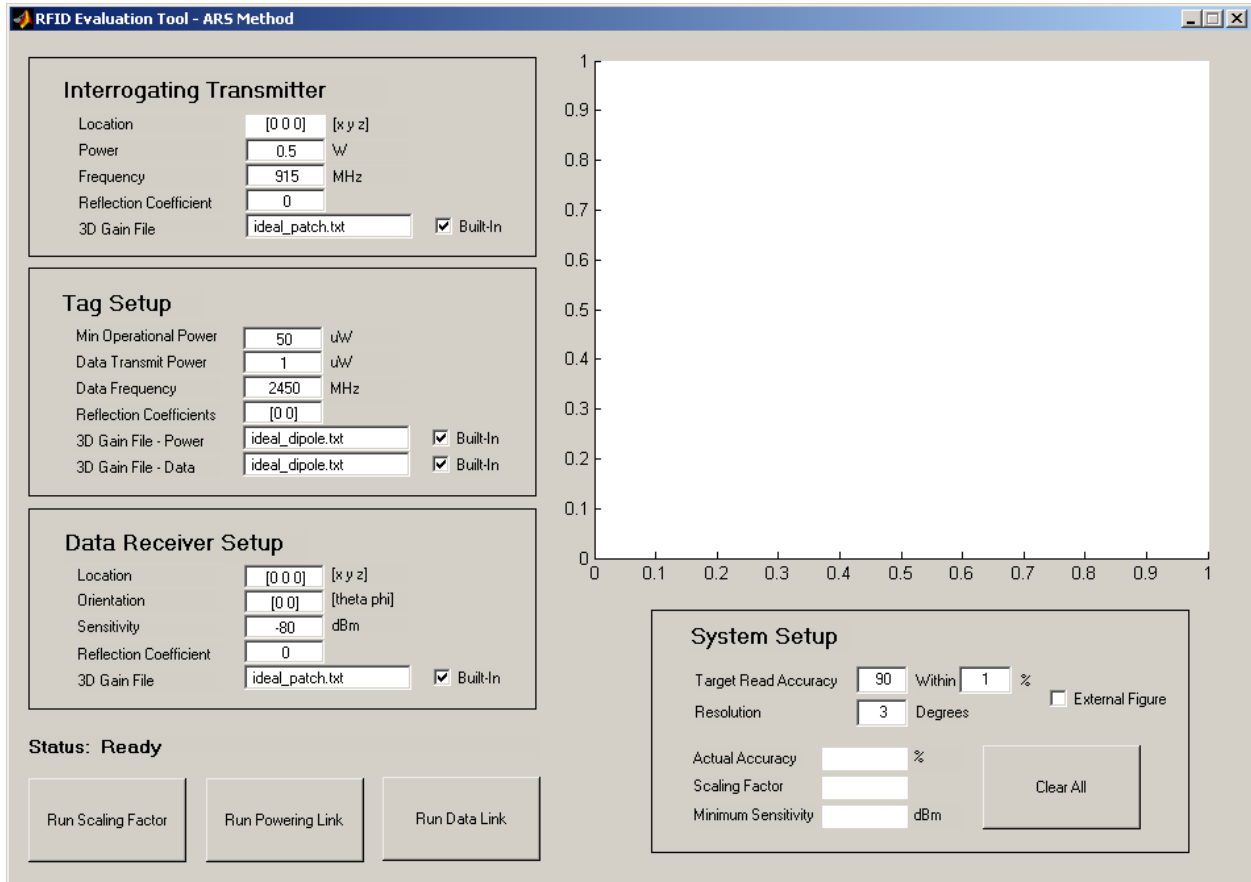 RFID Evaluation Tool - ARS Method
Interrogating Transmitter
Location [0 0 0] [x y z]
Power 0.5 W
Frequency 915 MHz
Reflection Coefficient 0
3D Gain File ideal_patch.txt Built-In
Tag Setup
Min Operational Power 50 uW
Data Transmit Power 1 uW
Data Frequency 2450 MHz
Reflection Coefficients [0 0]
3D Gain File - Power ideal_dipole.txt Built-In
3D Gain File - Data ideal_dipole.txt Built-In
Data Receiver Setup
Location [0 0 0] [x y z]
Orientation [0 0] [theta phi]
Sensitivity -80 dBm
Reflection Coefficient 0
3D Gain File ideal_patch.txt Built-In
Status: Ready
Run Scaling Factor Run Powering Link Run Data Link
1
0.9
0.8
0.7
0.6
0.5
0.4
0.3
0.2
0.1
0
0 0.1 0.2 0.3 0.4 0.5 0.6 0.7 0.8 0.9 1
System Setup
Target Read Accuracy 90 Within 1 %
External Figure
Resolution 3 Degrees
Actual Accuracy %
Scaling Factor
Minimum Sensitivity dBm
Clear All